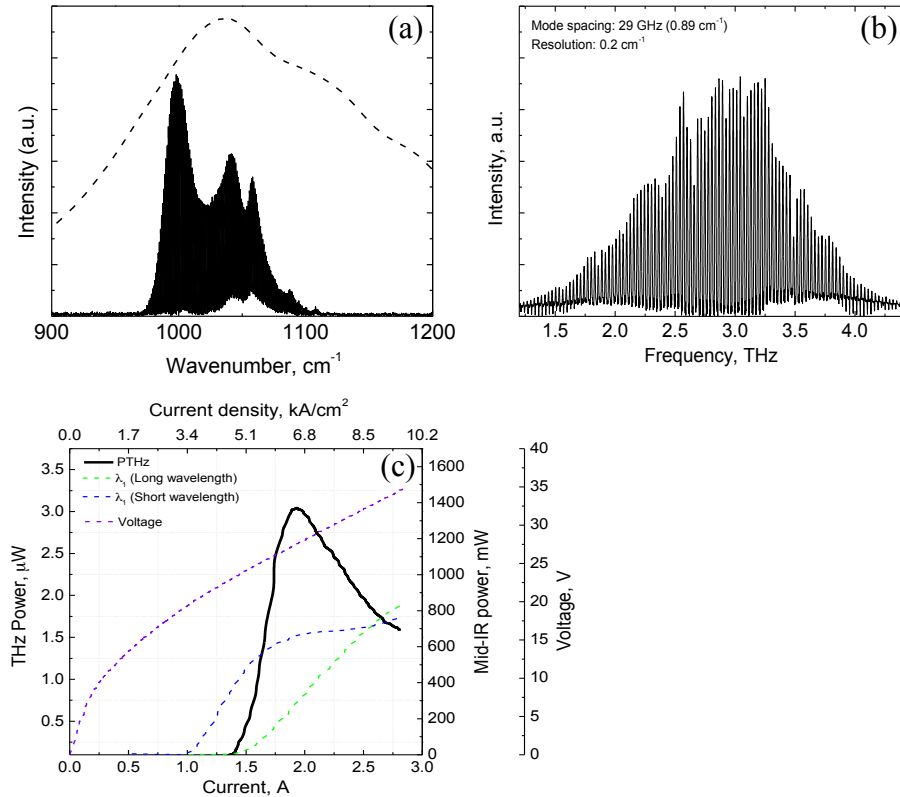 (a)
Intensity (a.u.)
900 1000 1100 1200
Wavenumber, cm⁻¹
Mode spacing: 29 GHz (0.89 cm⁻¹)
Resolution: 0.2 cm⁻¹
(b)
Intensity, a.u.
2.0 2.5 3.0 3.5 4.0
Frequency, THz
Current density, kA/cm²
0.0 1.7 3.4 5.1 6.8 8.5 10.2
(c)
PTHz
λ₁ (Long wavelength)
λ₁ (Short wavelength)
Voltage
THz Power, μW
3.5
3.0
2.5
2.0
1.5
1.0
0.5
1600
1400
1200
1000
800
600
400
200
0
Mid-IR power, mW
40
35
30
25
20
15
10
5
0
Voltage, V
0.0 0.5 1.0 1.5 2.0 2.5 3.0
Current, A